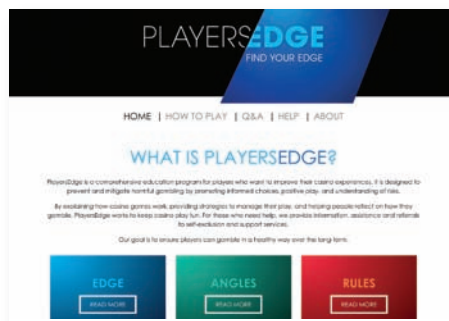 PLAYERSEDGE
FIND YOUR EDGE
HOME | HOW TO PLAY | Q&A | HELP | ABOUT
WHAT IS PLAYERSEDGE?
PlayersEdge is a comprehensive education program for players who want to improve their casino experiences. It is designed to
prevent and mitigate harmful gambling by promoting informed choices, positive play, and understanding of risks.
By explaining how casino games work, providing strategies to manage their play, and helping people reflect on how they
gamble, PlayersEdge works to keep casino play fun. For those who need help, we provide information, assistance and referrals
to self-exclusion and support services.
Our goal is to ensure players can gamble in a healthy way over the long-term.
EDGE ANGLES RULES
READ MORE READ MORE READ MORE